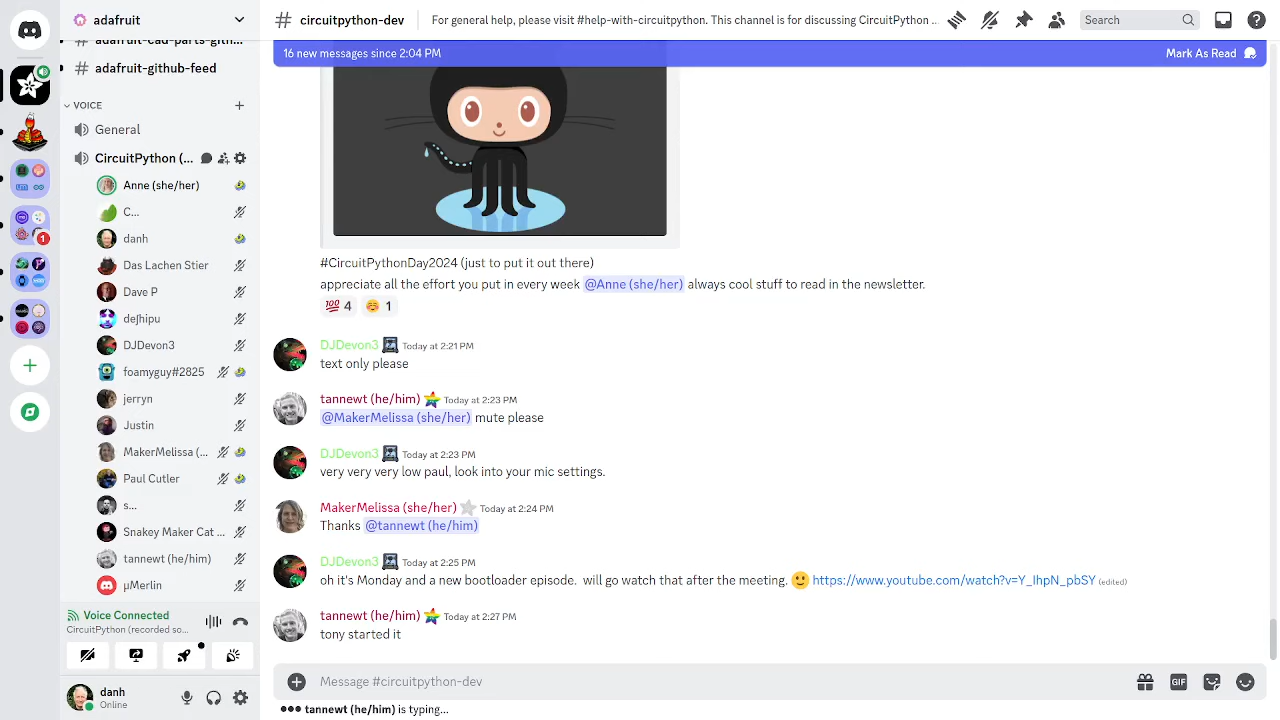 adafruit
circuitpython-dev
For general help, please visit #help-with-circuitpython. This channel is for discussing CircuitPython ...
Search
adafruit-cad-parts-gith...
adafruit-github-feed
16 new messages since 2:04 PM
Mark As Read
VOICE
General
CircuitPython (...
Anne (she/her)
C...
danh
Das Lachen Stier
Dave P
deʃhipu
DJDevon3
foamyguy#2825
jerryn
Justin
MakerMelissa (...
Paul Cutler
s...
Snakey Maker Cat ...
tannewt (he/him)
µMerlin
1
#CircuitPythonDay2024 (just to put it out there)
appreciate all the effort you put in every week @Anne (she/her) always cool stuff to read in the newsletter.
💯 4 ☺️ 1
DJDevon3 Today at 2:21 PM
text only please
tannewt (he/him) Today at 2:23 PM
@MakerMelissa (she/her) mute please
DJDevon3 Today at 2:23 PM
very very very low paul, look into your mic settings.
MakerMelissa (she/her) Today at 2:24 PM
Thanks @tannewt (he/him)
DJDevon3 Today at 2:25 PM
oh it's Monday and a new bootloader episode. will go watch that after the meeting. 🙂 https://www.youtube.com/watch?v=Y_IhpN_pbSY (edited)
tannewt (he/him) Today at 2:27 PM
tony started it
Voice Connected
CircuitPython (recorded so...
danh
Online
Message #circuitpython-dev
GIF
tannewt (he/him) is typing...